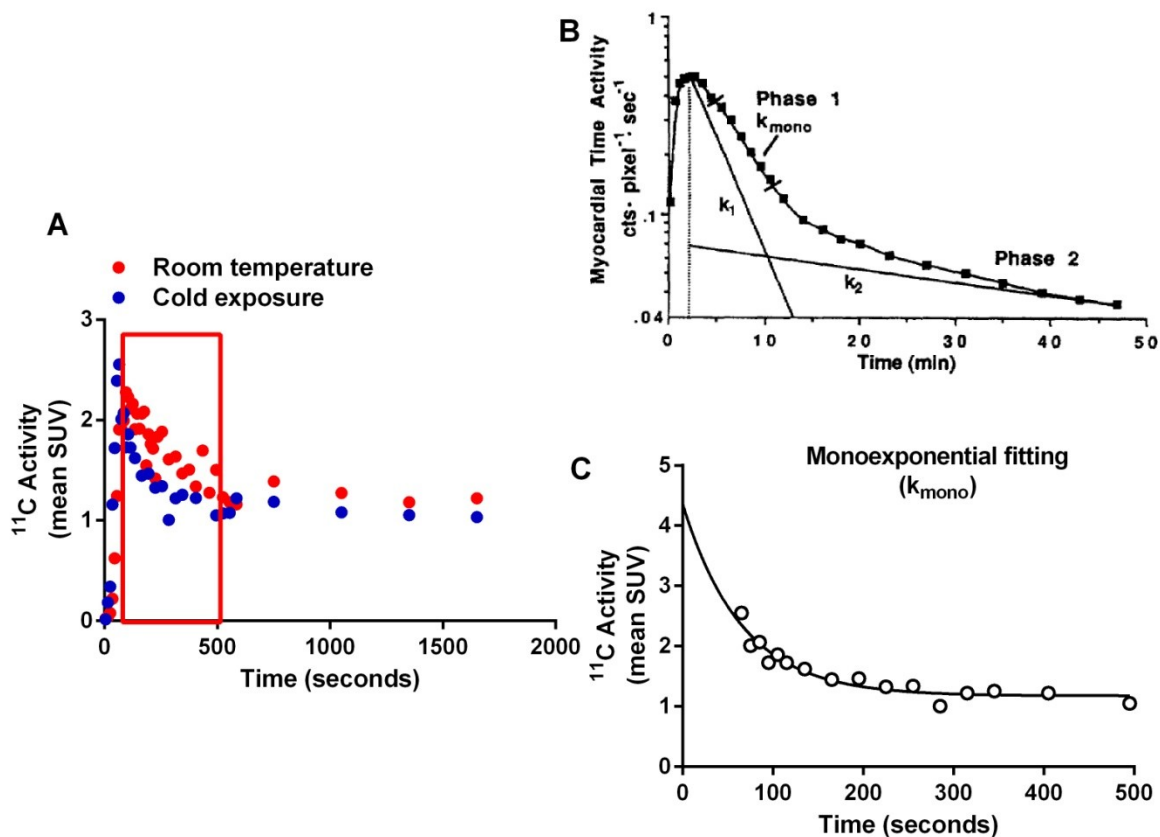 A
Room temperature
Cold exposure
3
2
1
0
0
500
1000
1500
2000
¹¹C Activity
(mean SUV)
Time (seconds)
B
1
0.1
.04
Myocardial Time Activity
cts· pixel⁻¹· sec⁻¹
Phase 1
kmono
k₁
k₂
Phase 2
0
10
20
30
40
50
Time (min)
C
Monoexponential fitting
(kmono)
5
4
3
2
1
0
0
100
200
300
400
500
¹¹C Activity
(mean SUV)
Time (seconds)